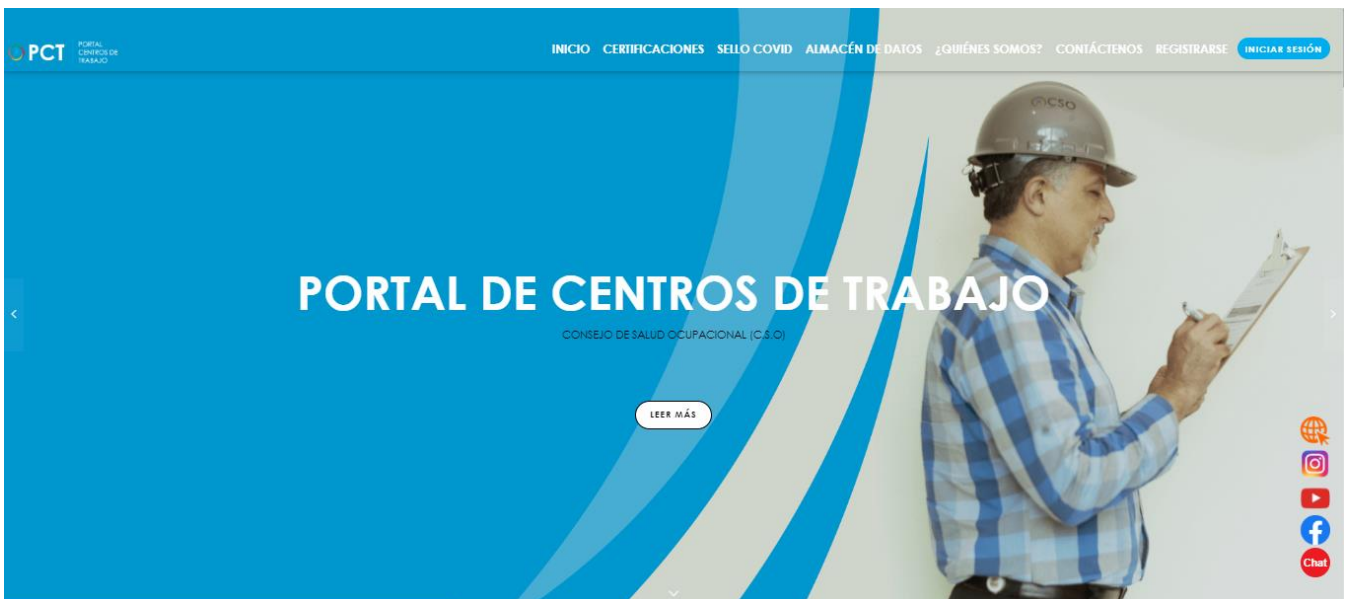 PCT
PORTAL
CENTROS DE
TRABAJO
INICIO CERTIFICACIONES SELLO COVID ALMACÉN DE DATOS ¿QUIÉNES SOMOS? CONTÁCTENOS REGISTRARSE INICIAR SESIÓN
CSO
PORTAL DE CENTROS DE TRABAJO
CONSEJO DE SALUD OCUPACIONAL (C.S.O)
LEER MÁS
Chat